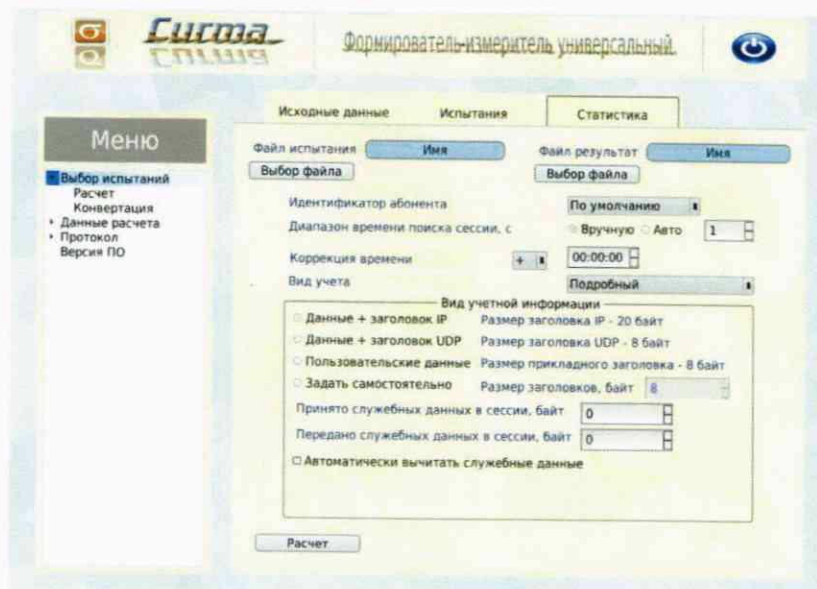 σ Сигма Формирователь-измеритель универсальный.
Исходные данные Испытания Статистика
Меню
Выбор испытаний
Расчет
Конвертация
Данные расчета
Протокол
Версия ПО
Файл испытания Имя Файл результат Имя
Выбор файла Выбор файла
Идентификатор абонента По умолчанию
Диапазон времени поиска сессии, с Вручную Авто 1
Коррекция времени + 00:00:00
Вид учета Подробный
Вид учетной информации
Данные + заголовок IP Размер заголовка IP - 20 байт
Данные + заголовок UDP Размер заголовка UDP - 8 байт
Пользовательские данные Размер прикладного заголовка - 8 байт
Задать самостоятельно Размер заголовков, байт 8
Принято служебных данных в сессии, байт 0
Передано служебных данных в сессии, байт 0
Автоматически вычитать служебные данные
Расчет